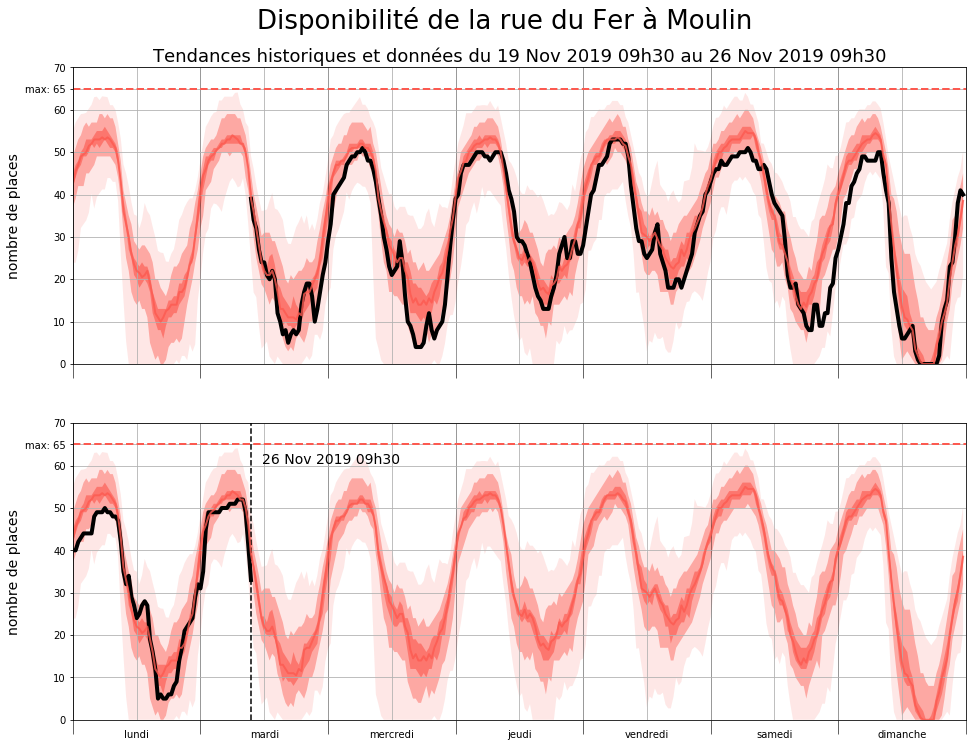 Disponibilité de la rue du Fer à Moulin
Tendances historiques et données du 19 Nov 2019 09h30 au 26 Nov 2019 09h30
70
max: 65
60
50
40
30
20
10
0
nombre de places
70
max: 65
60
50
40
30
20
10
0
nombre de places
26 Nov 2019 09h30
lundi mardi mercredi jeudi vendredi samedi dimanche